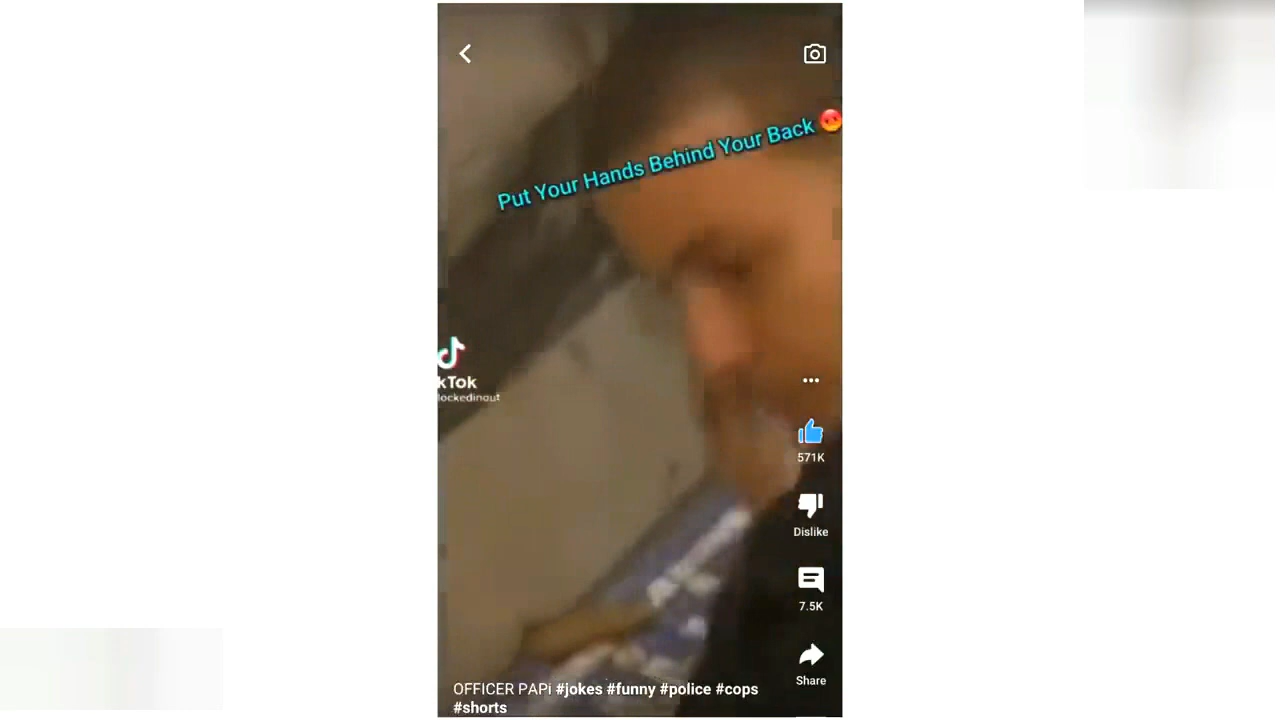 Put Your Hands Behind Your Back
kTok
lockedinout
571K
Dislike
7.5K
Share
OFFICER PAPi #jokes #funny #police #cops
#shorts